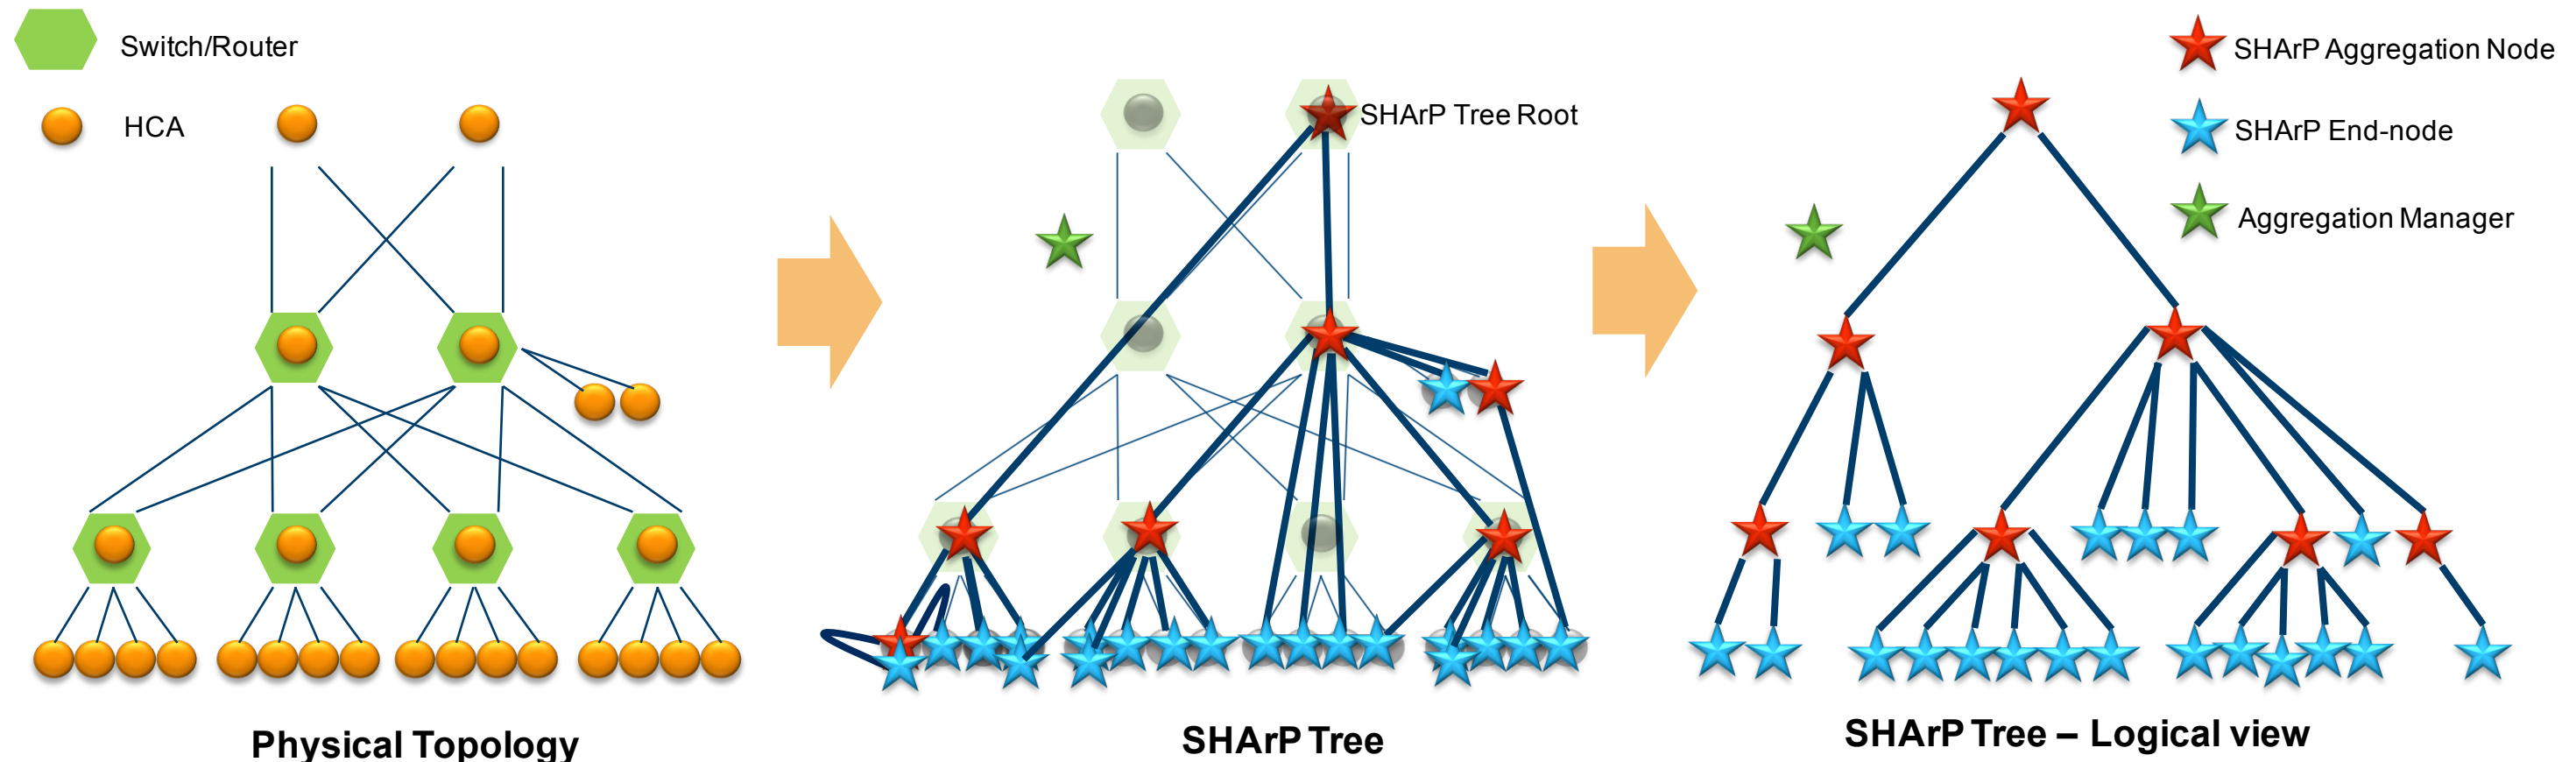 Switch/Router
HCA
SHArP Tree Root
SHArP Aggregation Node
SHArP End-node
Aggregation Manager
Physical Topology
SHArP Tree
SHArP Tree – Logical view